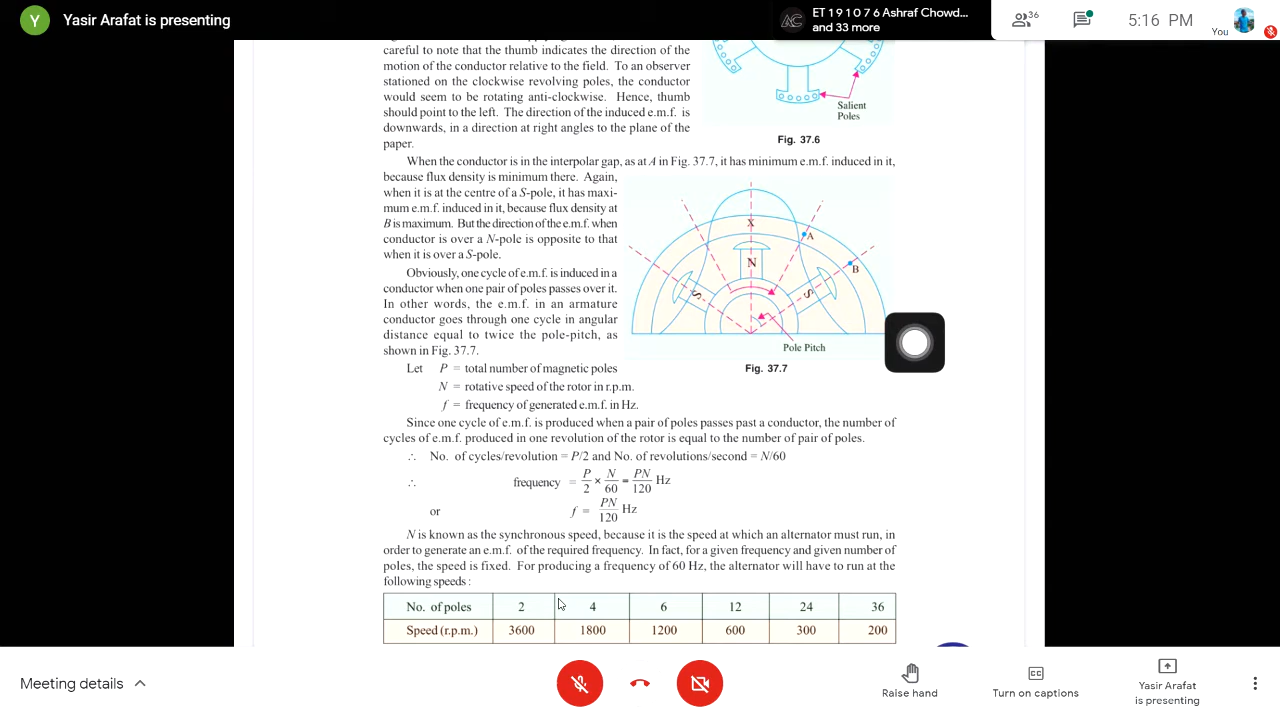 Y
Yasir Arafat is presenting
AC
ET 1 9 1 0 7 6 Ashraf Chowd...
and 33 more
36
5:16 PM
You
careful to note that the thumb indicates the direction of the
motion of the conductor relative to the field. To an observer
stationed on the clockwise revolving poles, the conductor
would seem to be rotating anti-clockwise. Hence, thumb
should point to the left. The direction of the induced e.m.f. is
downwards, in a direction at right angles to the plane of the
paper.
Salient
Poles
Fig. 37.6
When the conductor is in the interpolar gap, as at A in Fig. 37.7, it has minimum e.m.f. induced in it,
because flux density is minimum there. Again,
when it is at the centre of a S-pole, it has maxi-
mum e.m.f. induced in it, because flux density at
B is maximum. But the direction of the e.m.f. when
conductor is over a N-pole is opposite to that
when it is over a S-pole.
Obviously, one cycle of e.m.f. is induced in a
conductor when one pair of poles passes over it.
In other words, the e.m.f. in an armature
conductor goes through one cycle in angular
distance equal to twice the pole-pitch, as
shown in Fig. 37.7.
X
A
N
B
S
S
Pole Pitch
Fig. 37.7
Let P = total number of magnetic poles
N = rotative speed of the rotor in r.p.m.
f = frequency of generated e.m.f. in Hz.
Since one cycle of e.m.f. is produced when a pair of poles passes past a conductor, the number of
cycles of e.m.f. produced in one revolution of the rotor is equal to the number of pair of poles.
∴ No. of cycles/revolution = P/2 and No. of revolutions/second = N/60
∴ frequency = P/2 × N/60 = PN/120 Hz
or f = PN/120 Hz
N is known as the synchronous speed, because it is the speed at which an alternator must run, in
order to generate an e.m.f. of the required frequency. In fact, for a given frequency and given number of
poles, the speed is fixed. For producing a frequency of 60 Hz, the alternator will have to run at the
following speeds :
No. of poles 2 4 6 12 24 36
Speed (r.p.m.) 3600 1800 1200 600 300 200
Meeting details
Raise hand
CC
Turn on captions
Yasir Arafat
is presenting